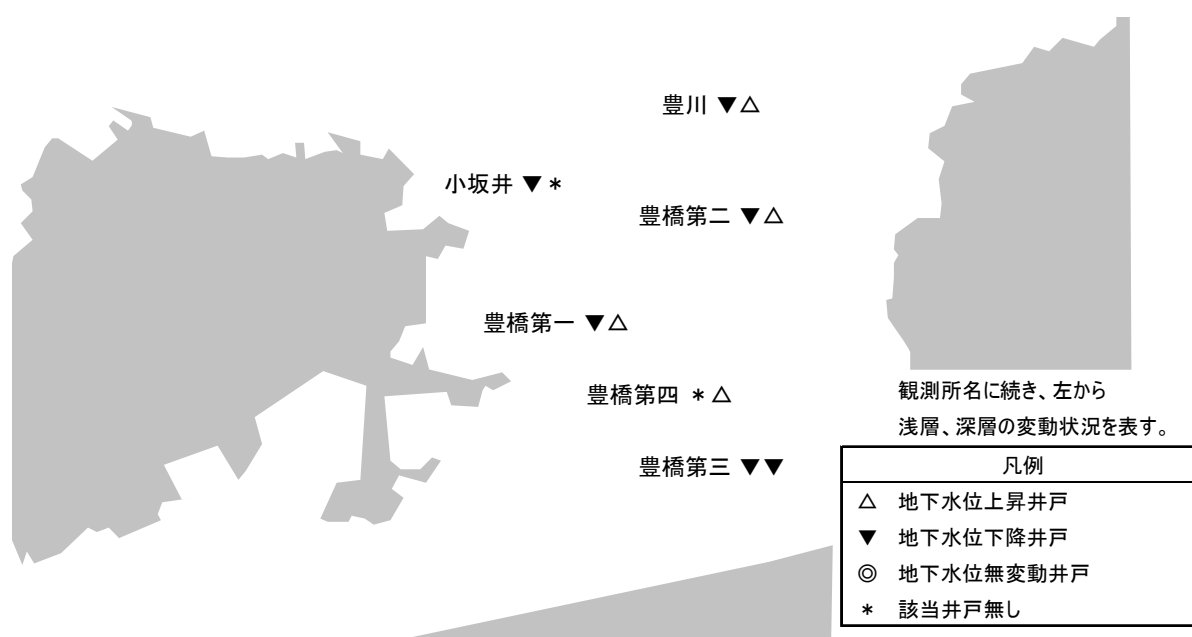 豊川 ▼△
小坂井 ▼＊
豊橋第二 ▼△
豊橋第一 ▼△
豊橋第四 ＊△
豊橋第三 ▼▼
観測所名に続き、左から
浅層、深層の変動状況を表す。
凡例
△ 地下水位上昇井戸
▼ 地下水位下降井戸
◎ 地下水位無変動井戸
＊ 該当井戸無し